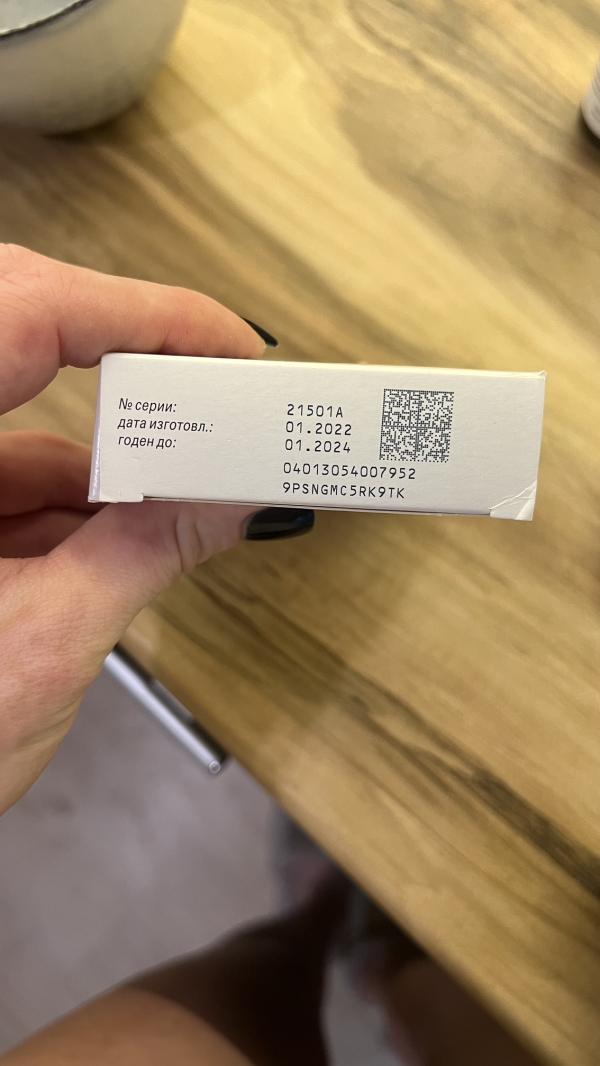 № серии: 21501A
дата изготовл.: 01.2022
годен до: 01.2024
04013054007952
9PSNGMC5RK9TK